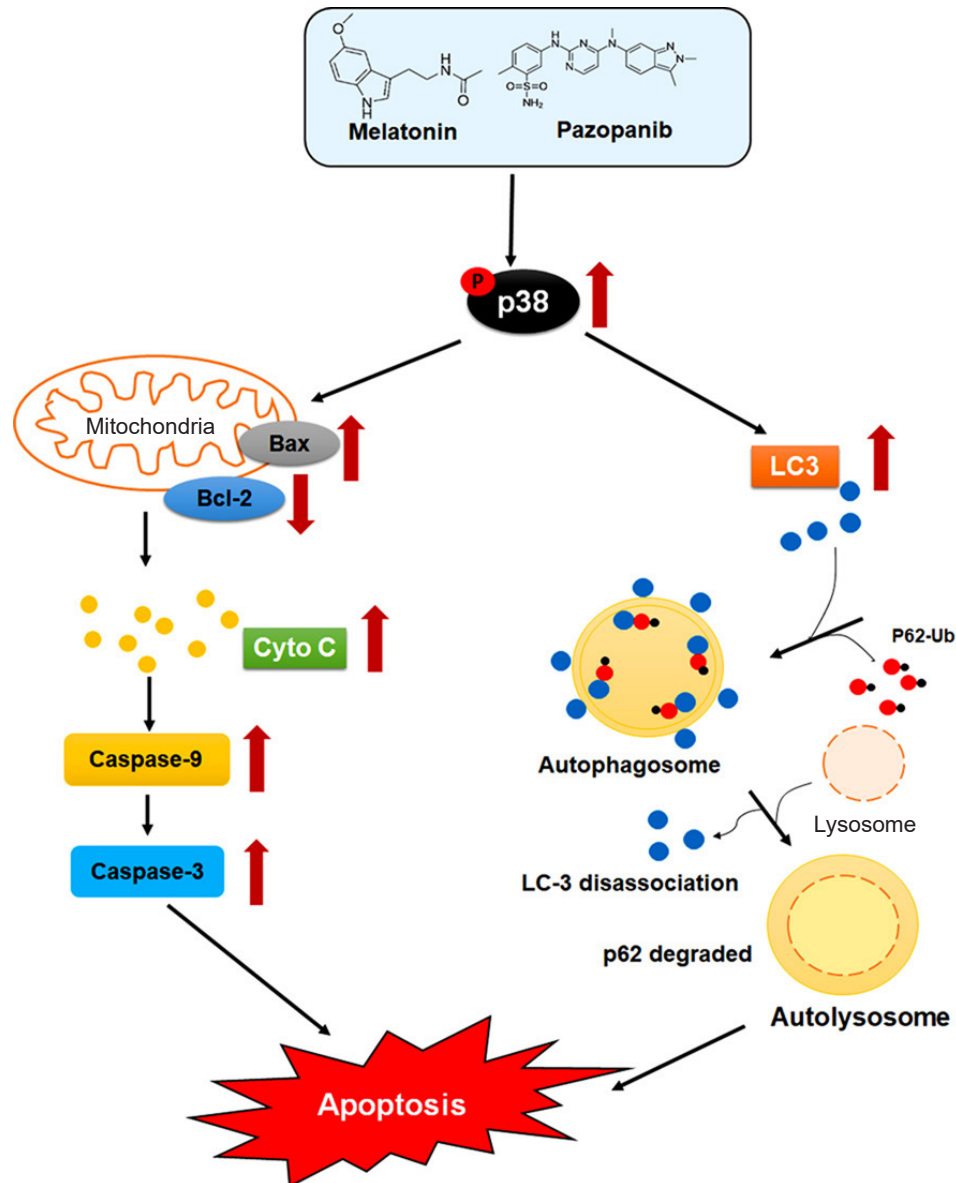 O
N
H
H
N
O
H
N
N
N
N
N
N
N
O=S=O
NH2
Melatonin
Pazopanib
P
p38
Mitochondria
Bax
Bcl-2
LC3
Cyto C
P62-Ub
Caspase-9
Autophagosome
Lysosome
Caspase-3
LC-3 disassociation
p62 degraded
Autolysosome
Apoptosis